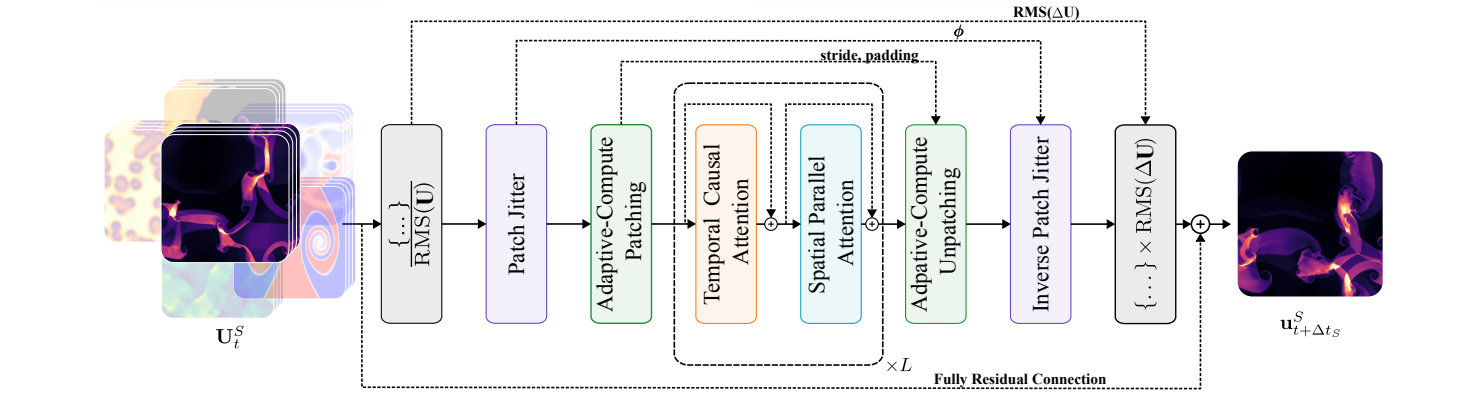 RMS(ΔU)
ϕ
stride, padding
{...}
RMS(U)
Patch Jitter
Adaptive-Compute
Patching
Temporal Causal
Attention
Spatial Parallel
Attention
Adpative-Compute
Unpatching
Inverse Patch Jitter
{...} × RMS(ΔU)
×L
Fully Residual Connection
U_t^S
u_{t+Δt_S}^S